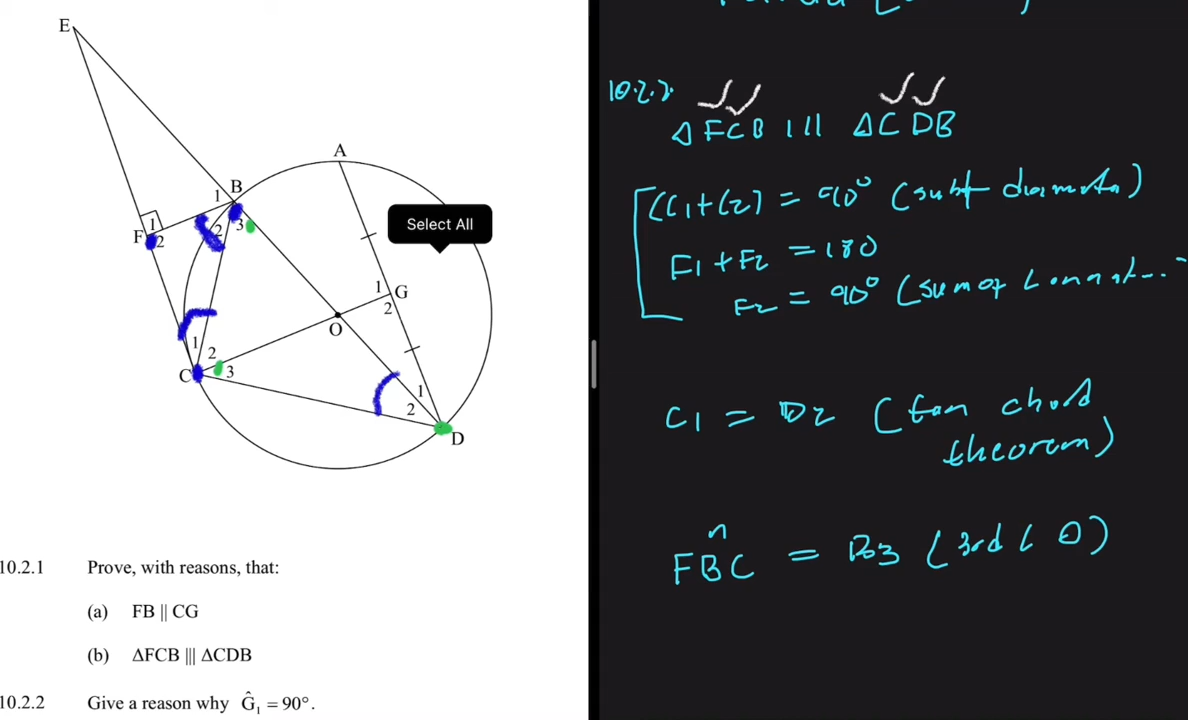 E
A
B
1
Select All
1
2
3
F
2
1
G
2
O
1
2
3
C
1
2
D
10.2.1 Prove, with reasons, that:
(a) FB || CG
(b) ΔFCB ||| ΔCDB
10.2.2 Give a reason why Ĝ₁ = 90°.
10.2.2
Δ FCB ||| ΔCDB
(C1+C2) = 90° (subt diameter)
F1 + F2 = 180
F2 = 90° (sum of
C1 = D2 (tan chord
theorem)
FB̂C = B3 (3rd ∠ Δ)